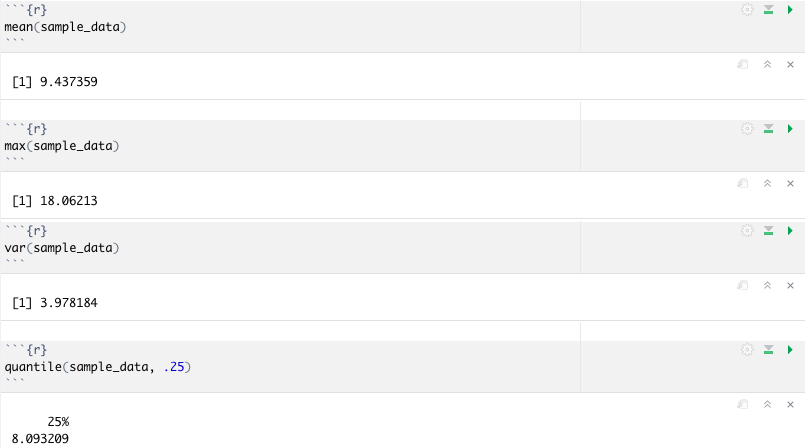 ```{r}
mean(sample_data)
```
[1] 9.437359
```{r}
max(sample_data)
```
[1] 18.06213
```{r}
var(sample_data)
```
[1] 3.978184
```{r}
quantile(sample_data, .25)
```
25%
8.093209